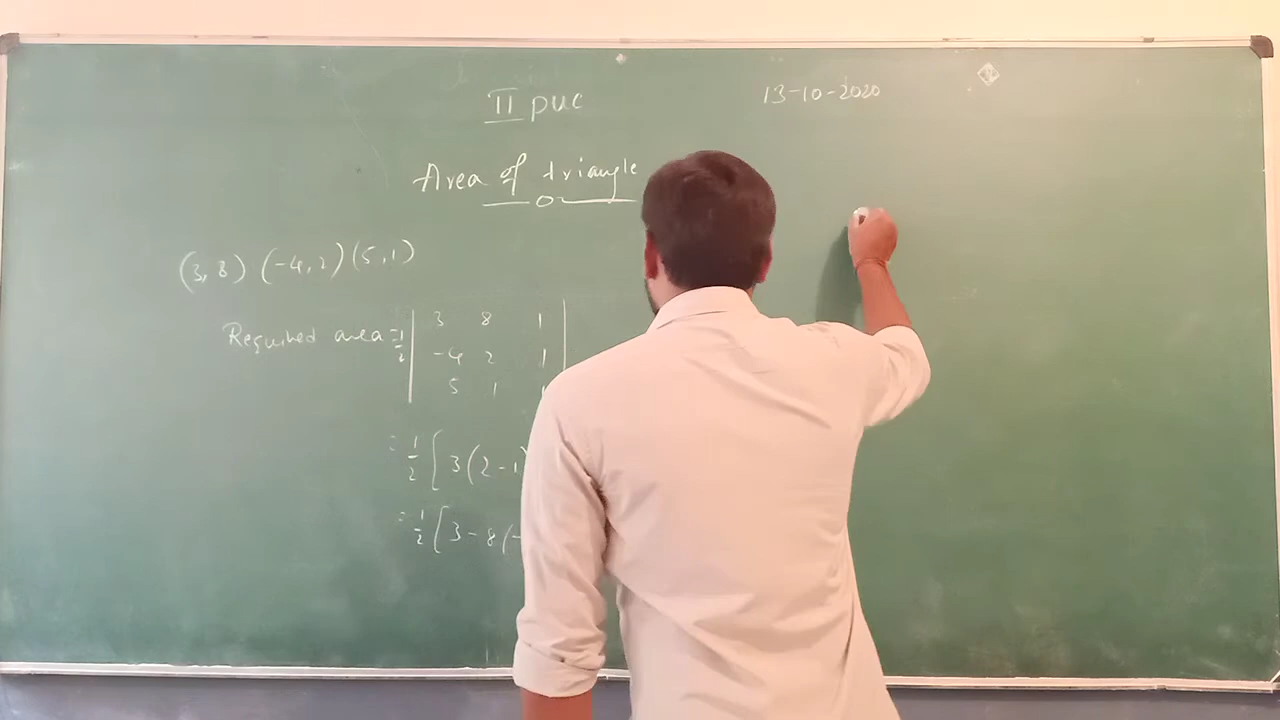 II PUC
13-10-2020
Area of triangle
(3,8) (-4,2) (5,1)
Required area = 1/2 | 3 8 1 |
-4 2 1
5 1 1
= 1/2 [ 3(2-1)
= 1/2 [ 3-8(-